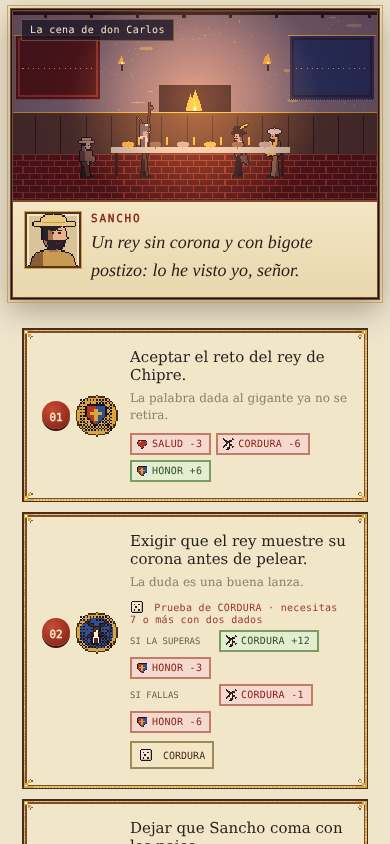 La cena de don Carlos
SANCHO
Un rey sin corona y con bigote
postizo: lo he visto yo, señor.
Aceptar el reto del rey de
Chipre.
La palabra dada al gigante ya no se
retira.
01
SALUD -3 CORDURA -6
HONOR +6
Exigir que el rey muestre su
corona antes de pelear.
La duda es una buena lanza.
Prueba de CORDURA · necesitas
7 o más con dos dados
02
SI LA SUPERAS CORDURA +12
HONOR -3
SI FALLAS CORDURA -1
HONOR -6
CORDURA
Dejar que Sancho coma con